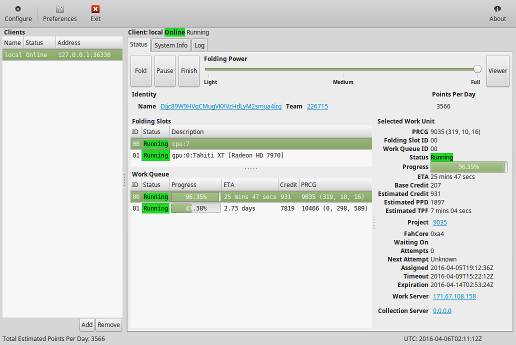 Configure Preferences Exit About
Clients
Name Status Address
local Online 127.0.0.1:36330
Add Remove
Client: local Online Running
Status System Info Log
Fold Pause Finish
Folding Power
Light Medium Full
Viewer
Identity
Points Per Day
Name Team 226715
3566
Folding Slots
ID Status Description
00 Running cpu:7
01 Running gpu:0:Tahiti XT [Radeon HD 7970]
Work Queue
ID Status Progress ETA Credit PRCG
00 Running 96.35% 25 mins 47 secs 931 9035 (319, 10, 16)
01 Running 2.73 days 7819 10466 (0, 298, 589)
Selected Work Unit
PRCG 9035 (319, 10, 16)
Folding Slot ID 00
Work Queue ID 00
Status Running
Progress 96.35%
ETA 25 mins 47 secs
Base Credit 207
Estimated Credit 931
Estimated PPD 1897
Estimated TPF 7 mins 04 secs
Project 9035
FahCore 0xa4
Waiting On
Attempts 0
Next Attempt Unknown
Assigned 2016-04-05T19:12:36Z
Timeout 2016-04-09T15:22:12Z
Expiration 2016-04-14T02:53:24Z
Work Server 171.67.108.158
Collection Server 0.0.0.0
Total Estimated Points Per Day: 3566
UTC: 2016-04-06T02:11:12Z